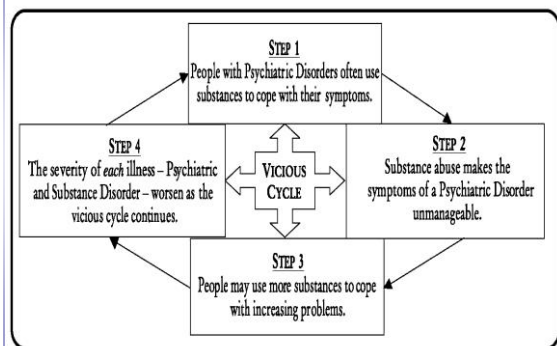 STEP 1
People with Psychiatric Disorders often use
substances to cope with their symptoms.
STEP 2
Substance abuse makes the
symptoms of a Psychiatric Disorder
unmanageable.
STEP 3
People may use more substances to cope
with increasing problems.
STEP 4
The severity of each illness – Psychiatric
and Substance Disorder – worsen as the
vicious cycle continues.
VICIOUS
CYCLE